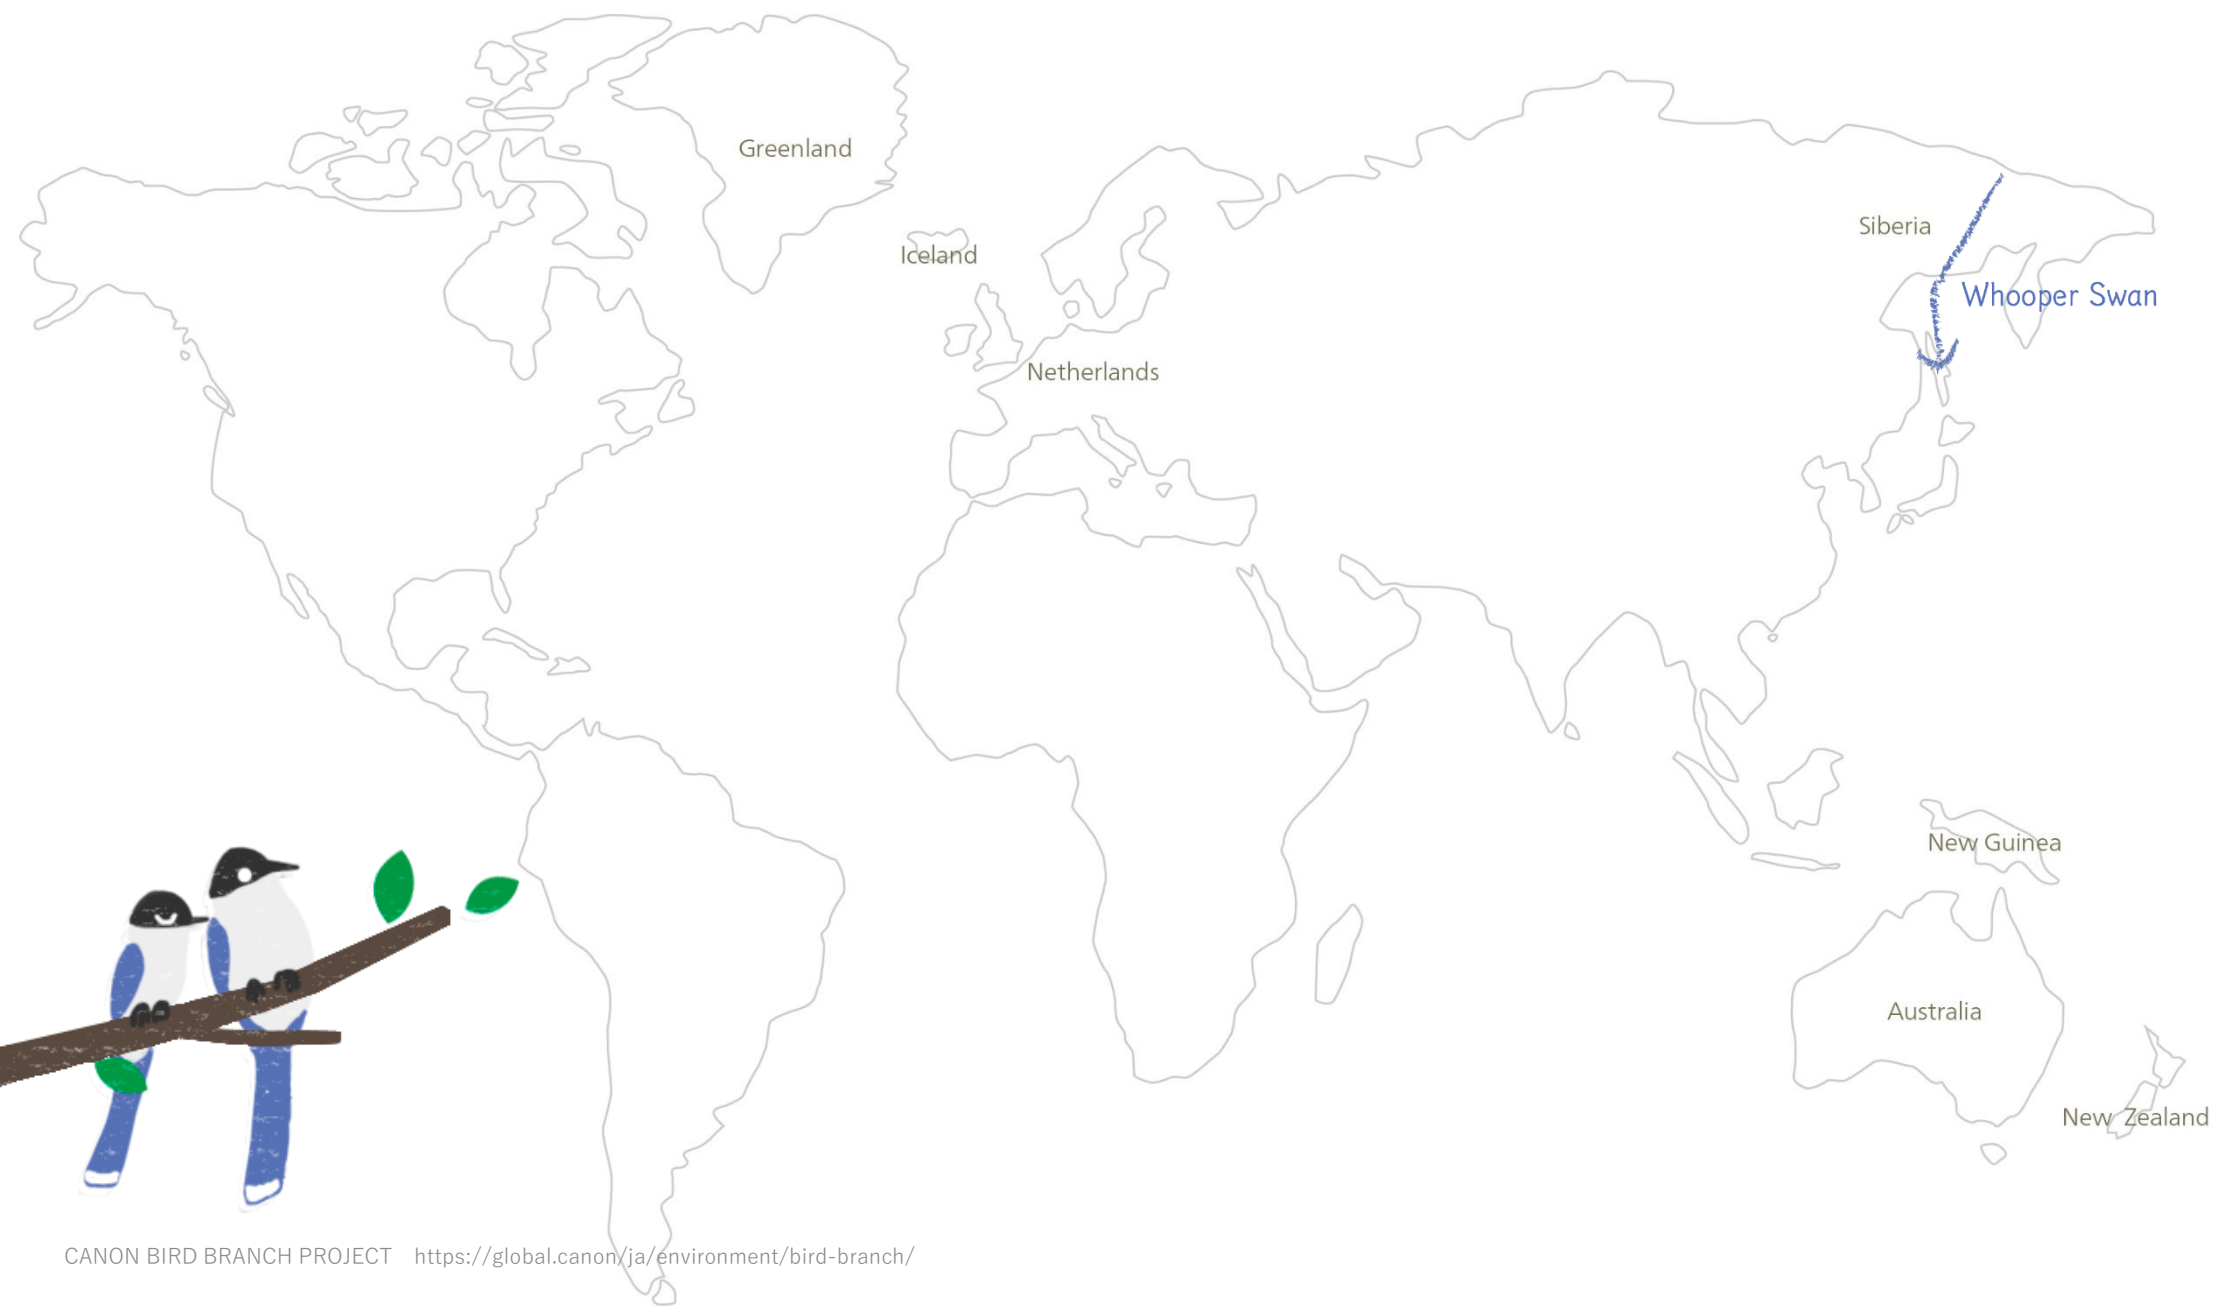 Greenland
Siberia
Iceland
Whooper Swan
Netherlands
New Guinea
Australia
New Zealand
CANON BIRD BRANCH PROJECT https://global.canon/ja/environment/bird-branch/